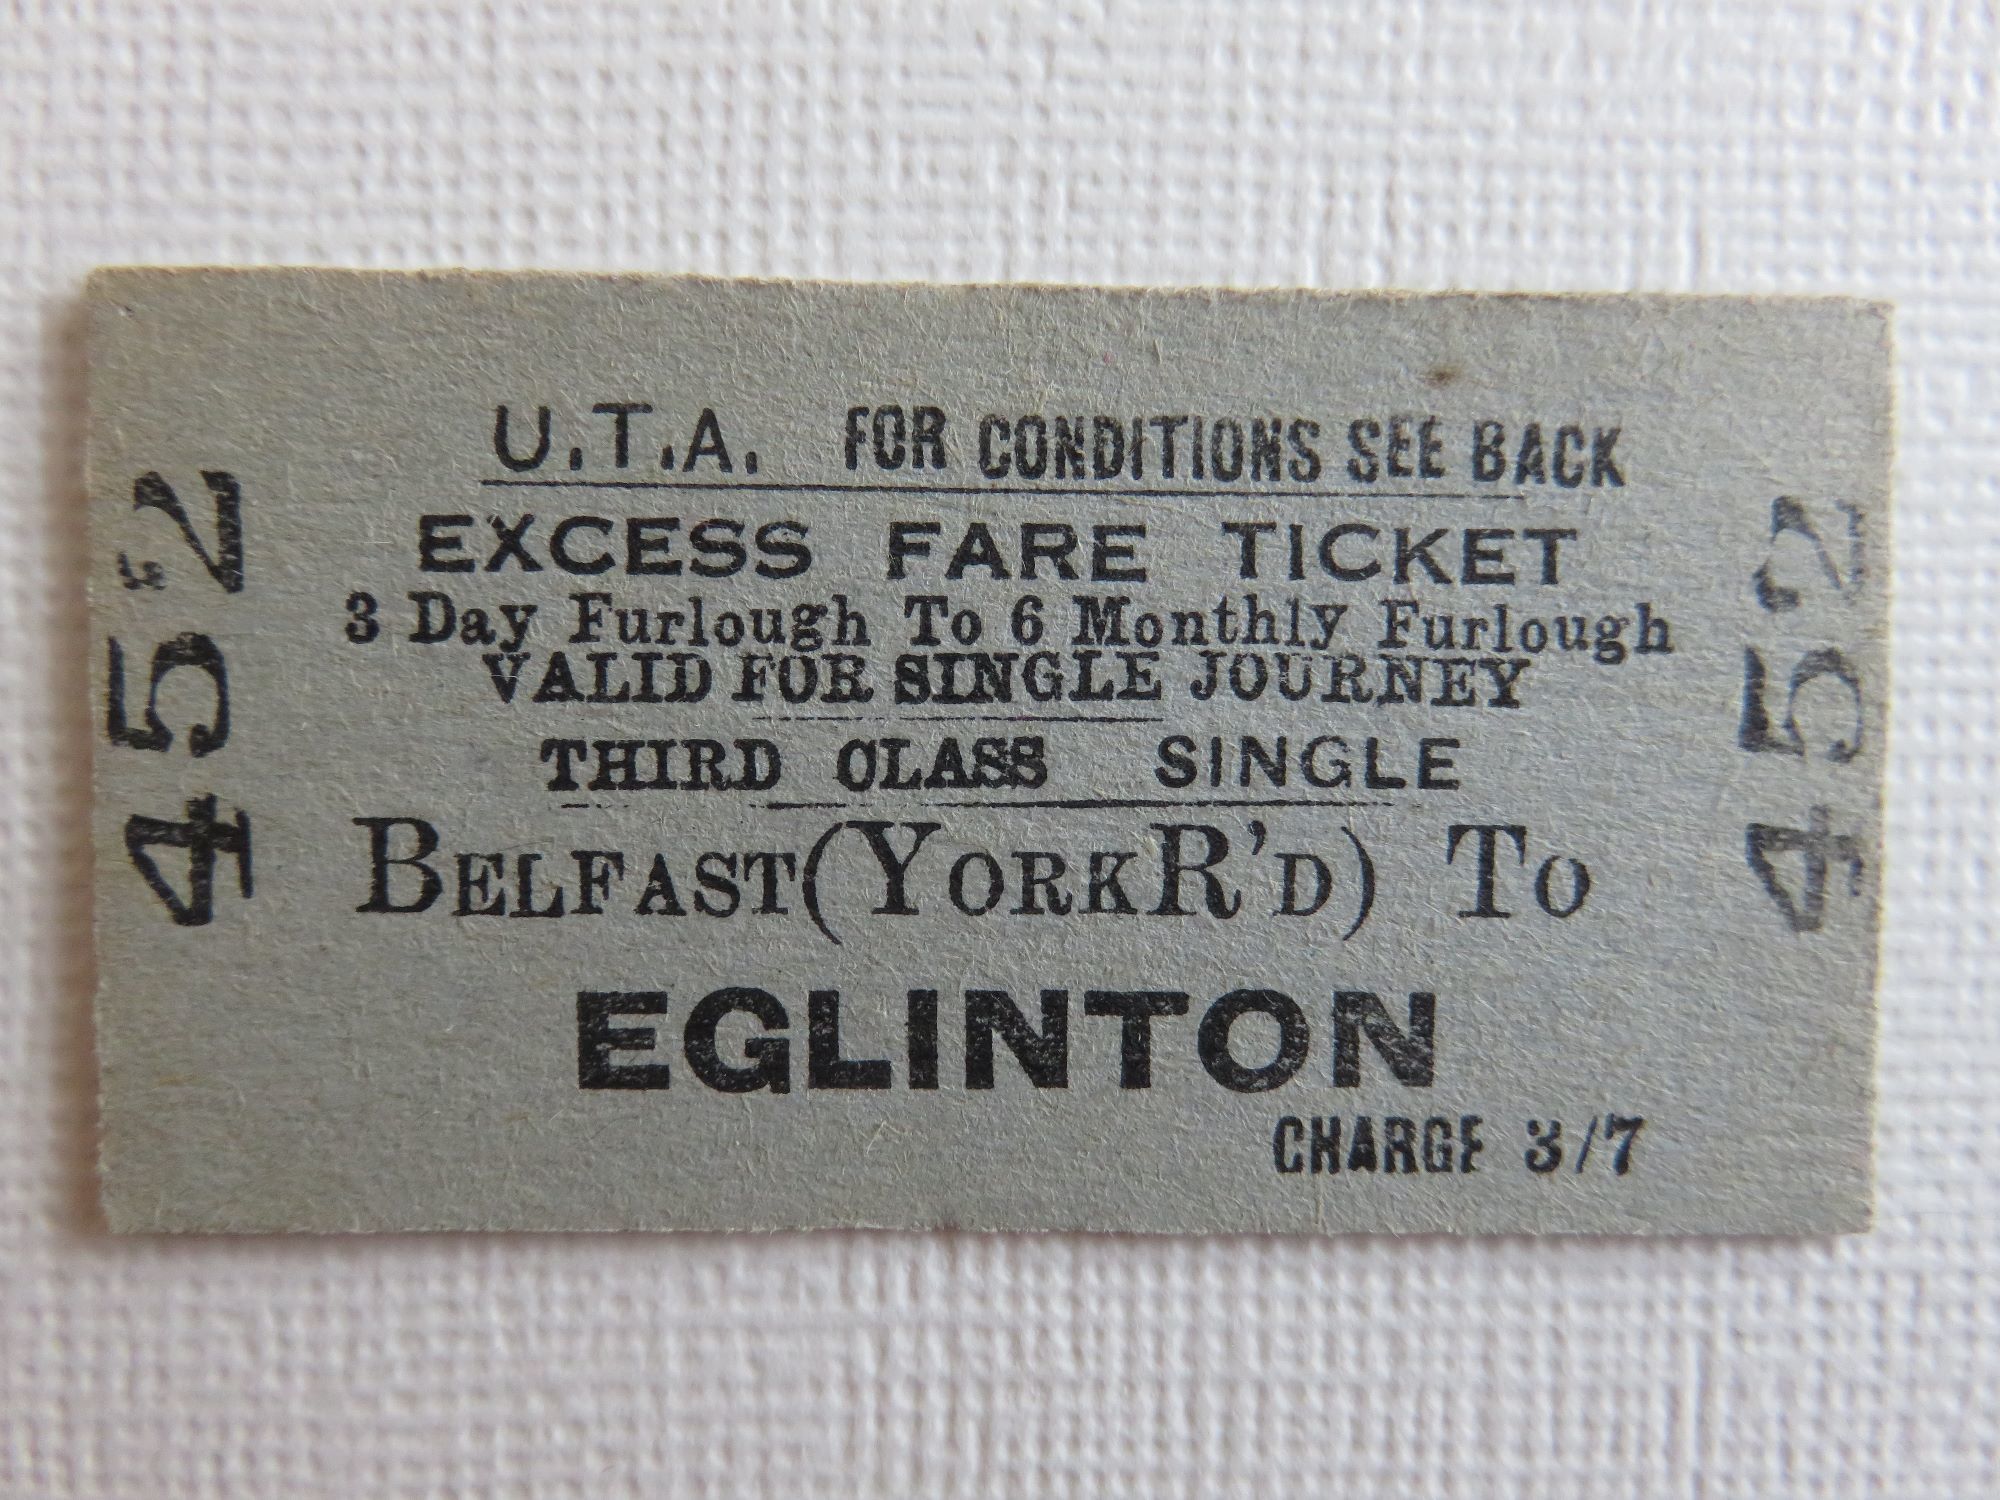 U.T.A. FOR CONDITIONS SEE BACK
EXCESS FARE TICKET
3 Day Furlough To 6 Monthly Furlough
VALID FOR SINGLE JOURNEY
THIRD CLASS SINGLE
BELFAST (YORK R'D) TO
EGLINTON
CHARGE 3/7
452
452